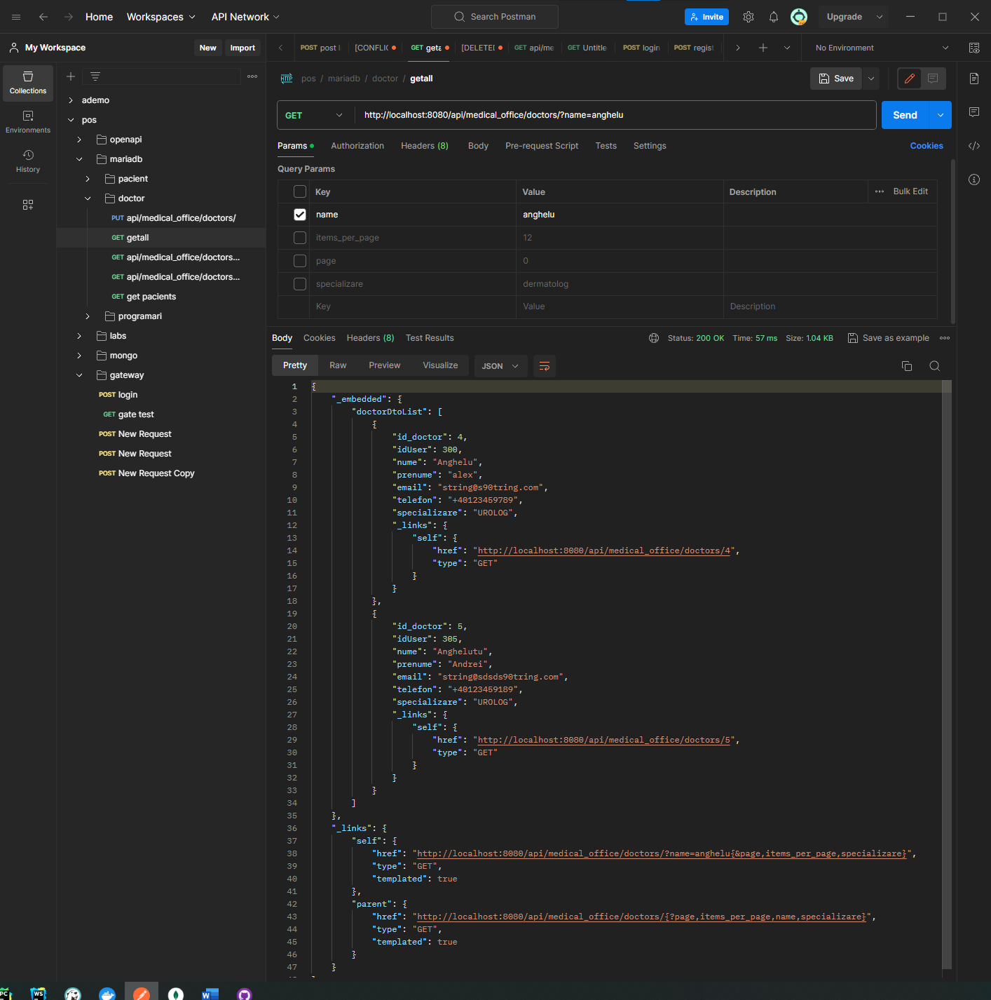 Home Workspaces API Network Search Postman Invite Upgrade
My Workspace New Import
POST post [CONFLIC GET geta [DELETEI GET api/me GET Untitle POST login POST regist No Environment
Collections
Environments
History
ademo
pos
openapi
mariadb
pacient
doctor
PUT api/medical_office/doctors/
GET getall
GET api/medical_office/doctors...
GET api/medical_office/doctors...
GET get pacients
programari
labs
mongo
gateway
POST login
GET gate test
POST New Request
POST New Request
POST New Request Copy
HTTP pos / mariadb / doctor / getall Save
GET http://localhost:8080/api/medical_office/doctors/?name=anghelu Send
Params Authorization Headers (8) Body Pre-request Script Tests Settings Cookies
Query Params
Key Value Description Bulk Edit
name anghelu
items_per_page 12
page 0
specializare dermatolog
Key Value Description
Body Cookies Headers (8) Test Results Status: 200 OK Time: 57 ms Size: 1.04 KB Save as example
Pretty Raw Preview Visualize JSON
1 {
2 "_embedded": {
3 "doctorDtoList": [
4 {
5 "id_doctor": 4,
6 "idUser": 300,
7 "nume": "Anghelu",
8 "prenume": "alex",
9 "email": "string@s90tring.com",
10 "telefon": "+40123459789",
11 "specializare": "UROLOG",
12 "_links": {
13 "self": {
14 "href": "http://localhost:8080/api/medical_office/doctors/4",
15 "type": "GET"
16 }
17 }
18 },
19 {
20 "id_doctor": 5,
21 "idUser": 305,
22 "nume": "Anghelutu",
23 "prenume": "Andrei",
24 "email": "string@sdsds90tring.com",
25 "telefon": "+40123459189",
26 "specializare": "UROLOG",
27 "_links": {
28 "self": {
29 "href": "http://localhost:8080/api/medical_office/doctors/5",
30 "type": "GET"
31 }
32 }
33 }
34 ]
35 },
36 "_links": {
37 "self": {
38 "href": "http://localhost:8080/api/medical_office/doctors/?name=anghelu{&page,items_per_page,specializare}",
39 "type": "GET",
40 "templated": true
41 },
42 "parent": {
43 "href": "http://localhost:8080/api/medical_office/doctors/{?page,items_per_page,name,specializare}",
44 "type": "GET",
45 "templated": true
46 }
47 }
PC WS W